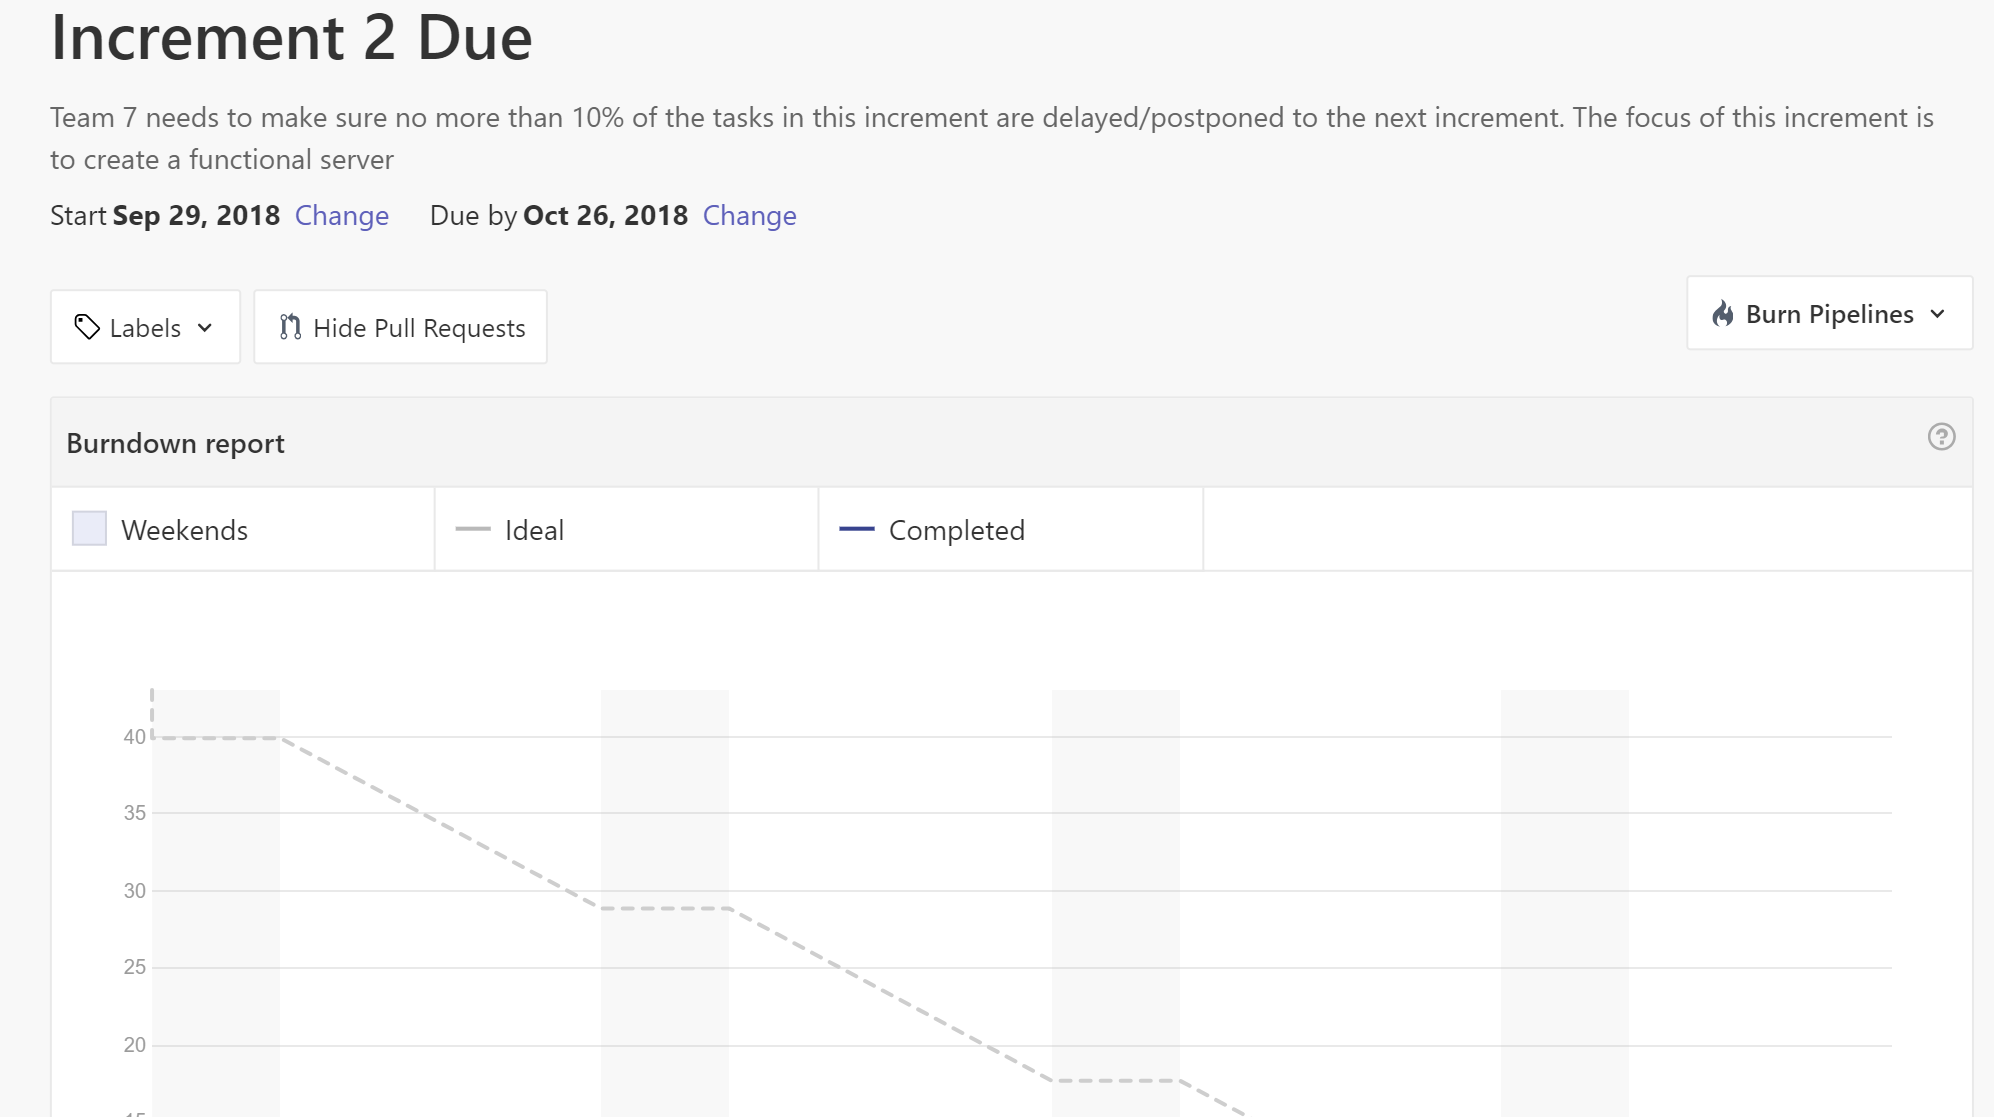 Increment 2 Due
Team 7 needs to make sure no more than 10% of the tasks in this increment are delayed/postponed to the next increment. The focus of this increment is
to create a functional server
Start Sep 29, 2018 Change Due by Oct 26, 2018 Change
Labels Hide Pull Requests Burn Pipelines
Burndown report
Weekends Ideal Completed
40
35
30
25
20